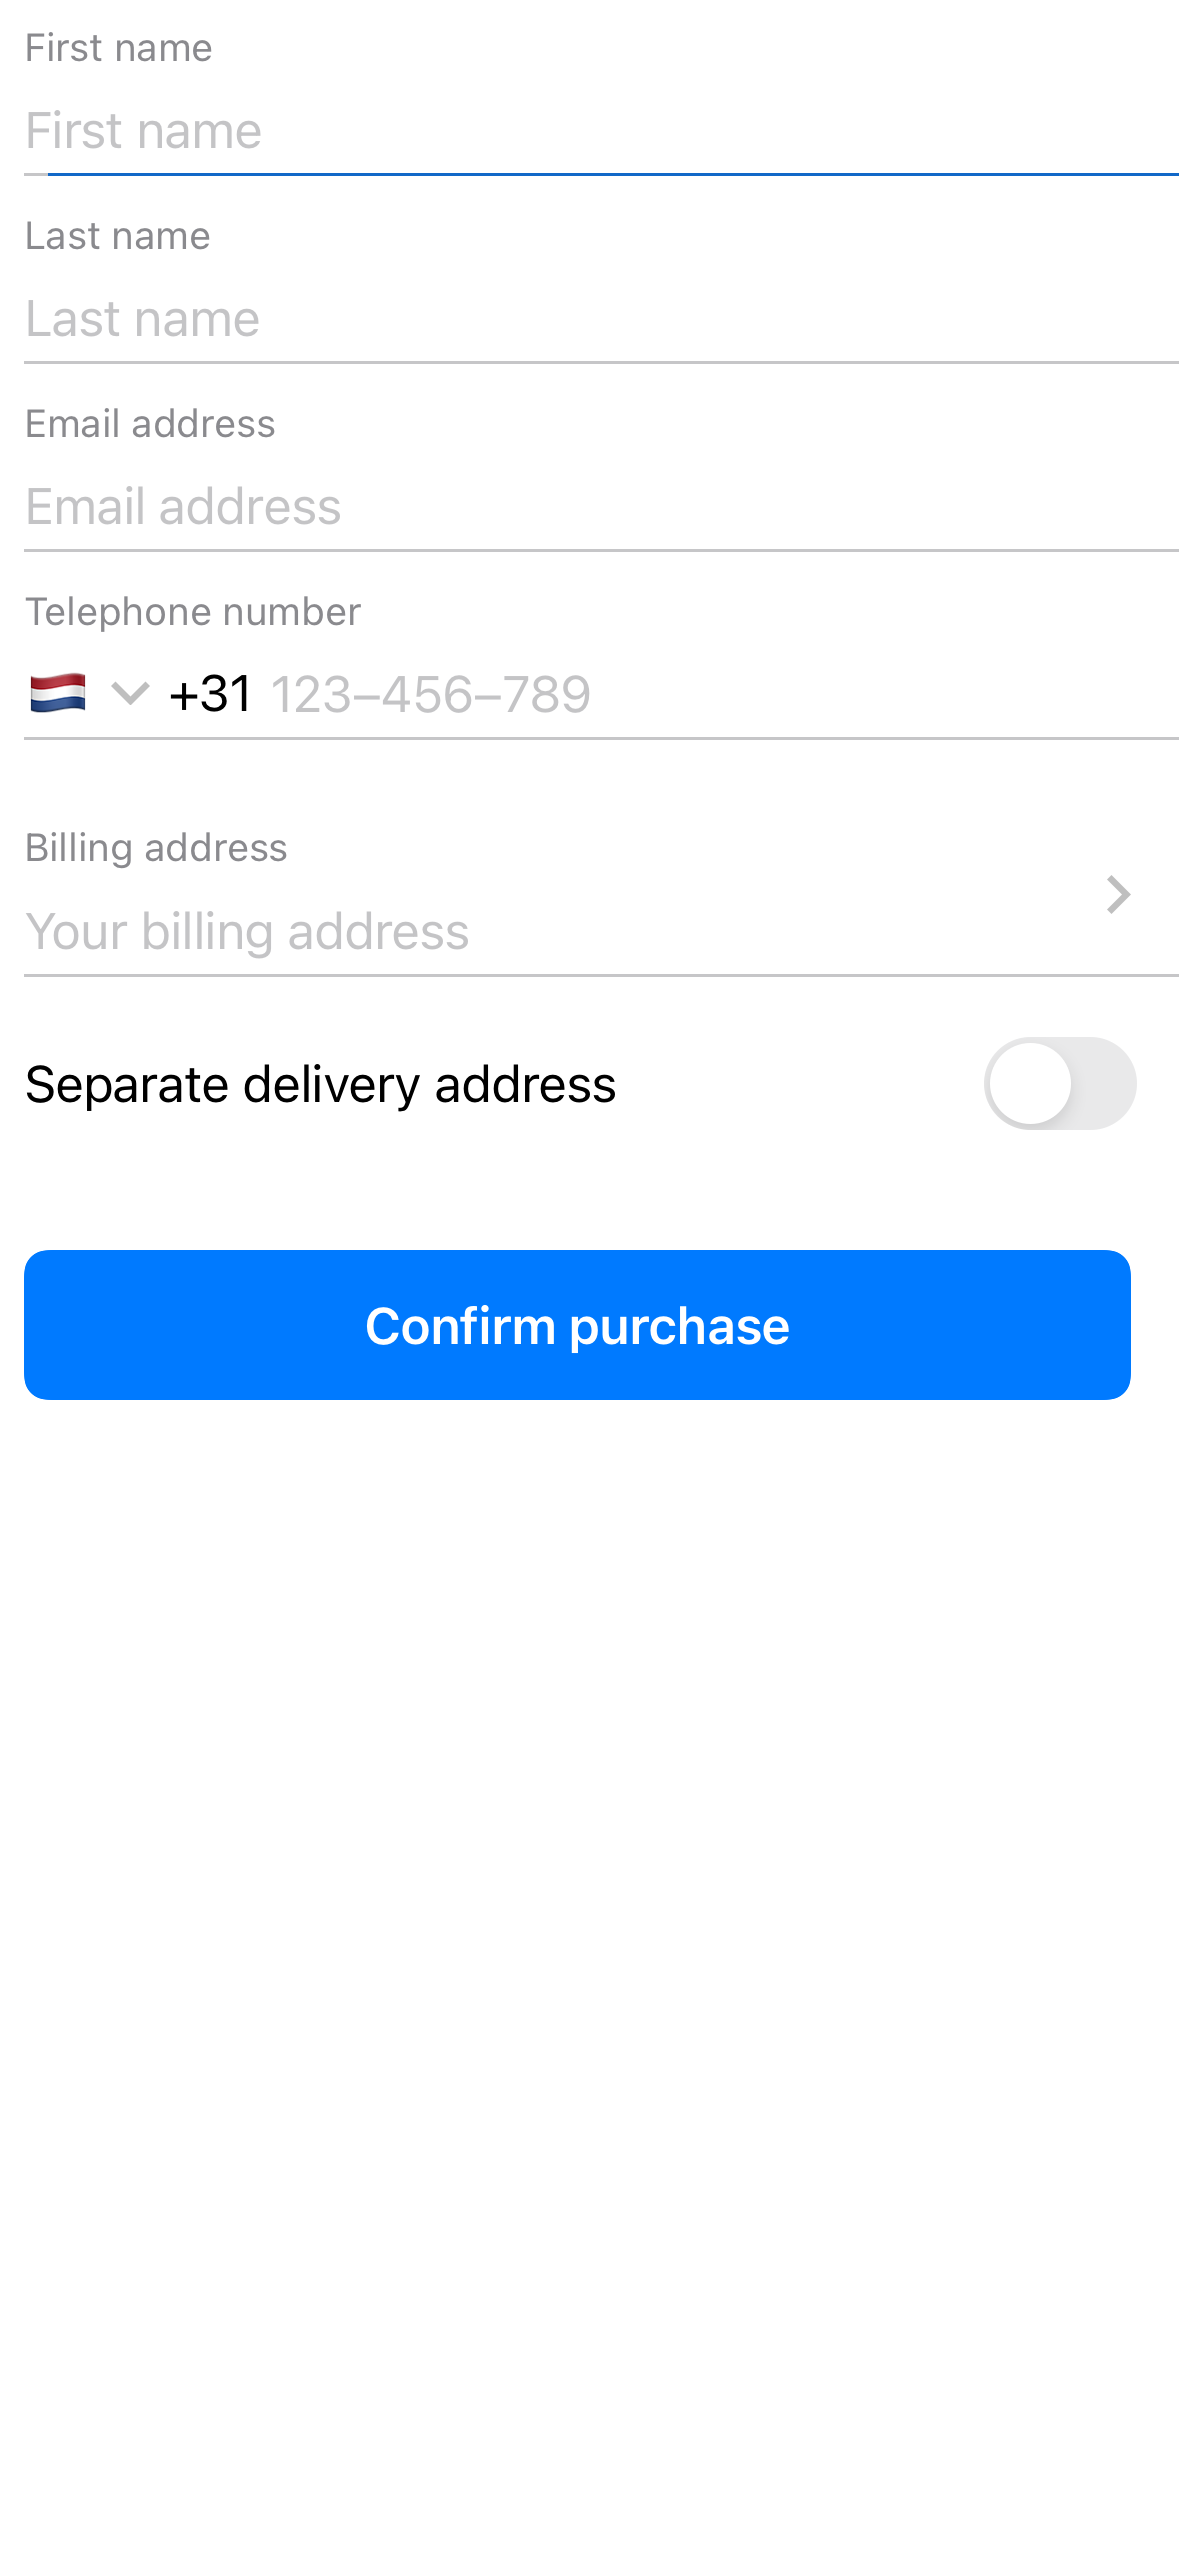 First name
First name
Last name
Last name
Email address
Email address
Telephone number
+31 123–456–789
Billing address
Your billing address
Separate delivery address
Confirm purchase